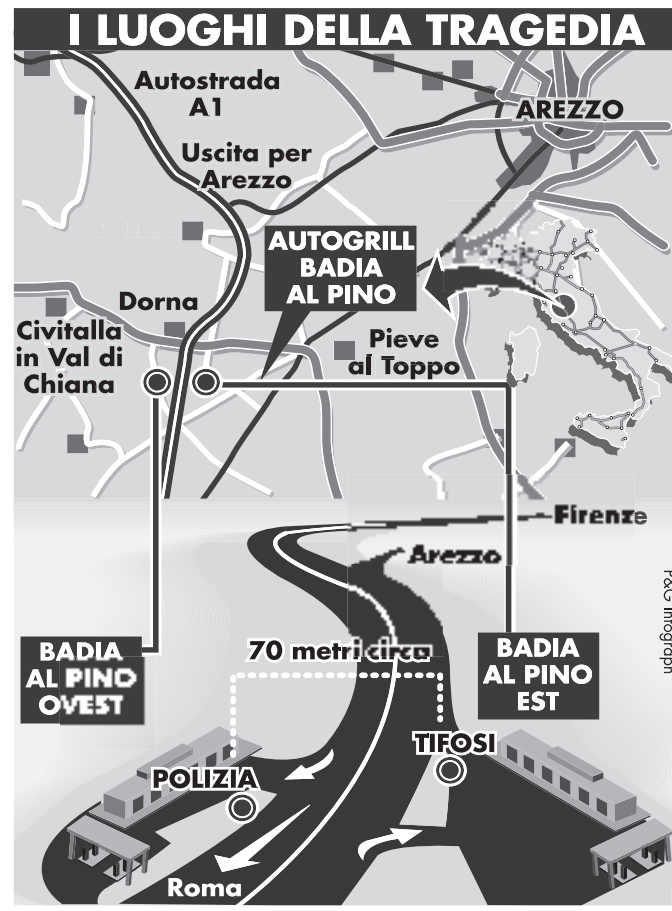 I LUOGHI DELLA TRAGEDIA
Autostrada
A1
AREZZO
Uscita per
Arezzo
AUTOGRILL
BADIA
AL PINO
Dorna
Civitalla
in Val di
Chiana
Pieve
al Toppo
Firenze
Arezzo
BADIA
AL PINO
OVEST
70 metri circa
BADIA
AL PINO
EST
TIFOSI
POLIZIA
Roma
P&G Infograph